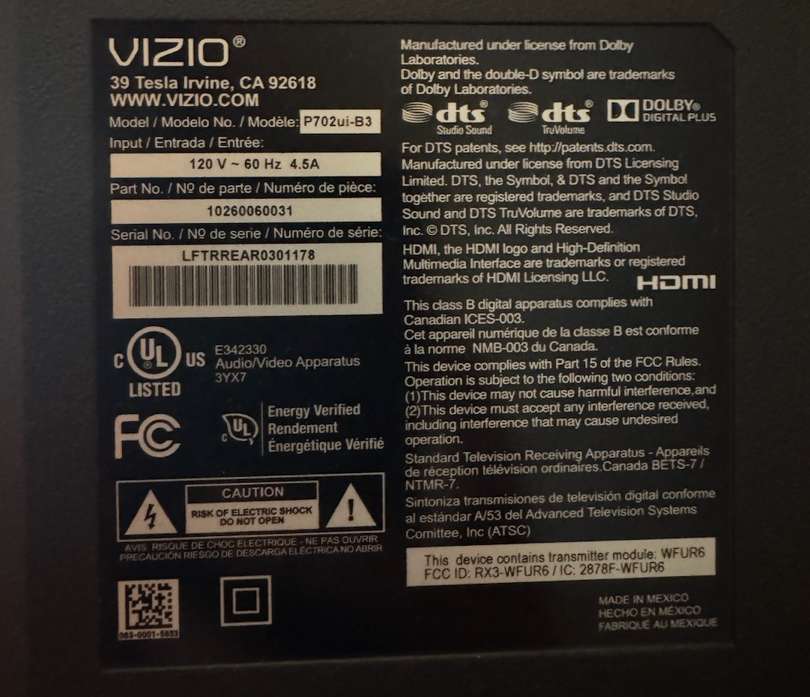 VIZIO®
39 Tesla Irvine, CA 92618
WWW.VIZIO.COM
Model / Modelo No. / Modèle: P702ui-B3
Input / Entrada / Entrée:
120 V ~ 60 Hz 4.5A
Part No. / Nº de parte / Numéro de pièce:
10260060031
Serial No. / Nº de serie / Numéro de série:
LFTRREAR0301178
C UL US
LISTED
E342330
Audio/Video Apparatus
3YX7
FC
C UL
Energy Verified
Rendement
Énergétique Vérifié
CAUTION
RISK OF ELECTRIC SHOCK
DO NOT OPEN
AVIS RISQUE DE CHOC ELECTRIQUE - NE PAS OUVRIR
PRECAUCIÓN RIESGO DE DESCARGA ELÉCTRICA NO ABRIR
Manufactured under license from Dolby
Laboratories.
Dolby and the double-D symbol are trademarks
of Dolby Laboratories.
dts® Studio Sound
dts® TruVolume
DOLBY®
DIGITAL PLUS
For DTS patents, see http://patents.dts.com.
Manufactured under license from DTS Licensing
Limited. DTS, the Symbol, & DTS and the Symbol
together are registered trademarks, and DTS Studio
Sound and DTS TruVolume are trademarks of DTS,
Inc. © DTS, Inc. All Rights Reserved.
HDMI, the HDMI logo and High-Definition
Multimedia Interface are trademarks or registered
trademarks of HDMI Licensing LLC.
HDMI
This class B digital apparatus complies with
Canadian ICES-003.
Cet appareil numérique de la classe B est conforme
à la norme NMB-003 du Canada.
This device complies with Part 15 of the FCC Rules.
Operation is subject to the following two conditions:
(1)This device may not cause harmful interference,and
(2)This device must accept any interference received,
including interference that may cause undesired
operation.
Standard Television Receiving Apparatus - Appareils
de réception télévision ordinaires.Canada BETS-7 /
NTMR-7.
Sintoniza transmisiones de televisión digital conforme
al estándar A/53 del Advanced Television Systems
Comittee, Inc (ATSC)
This device contains transmitter module: WFUR6
FCC ID: RX3-WFUR6 / IC: 2878F-WFUR6
MADE IN MEXICO
HECHO EN MÉXICO
FABRIQUÉ AU MEXIQUE